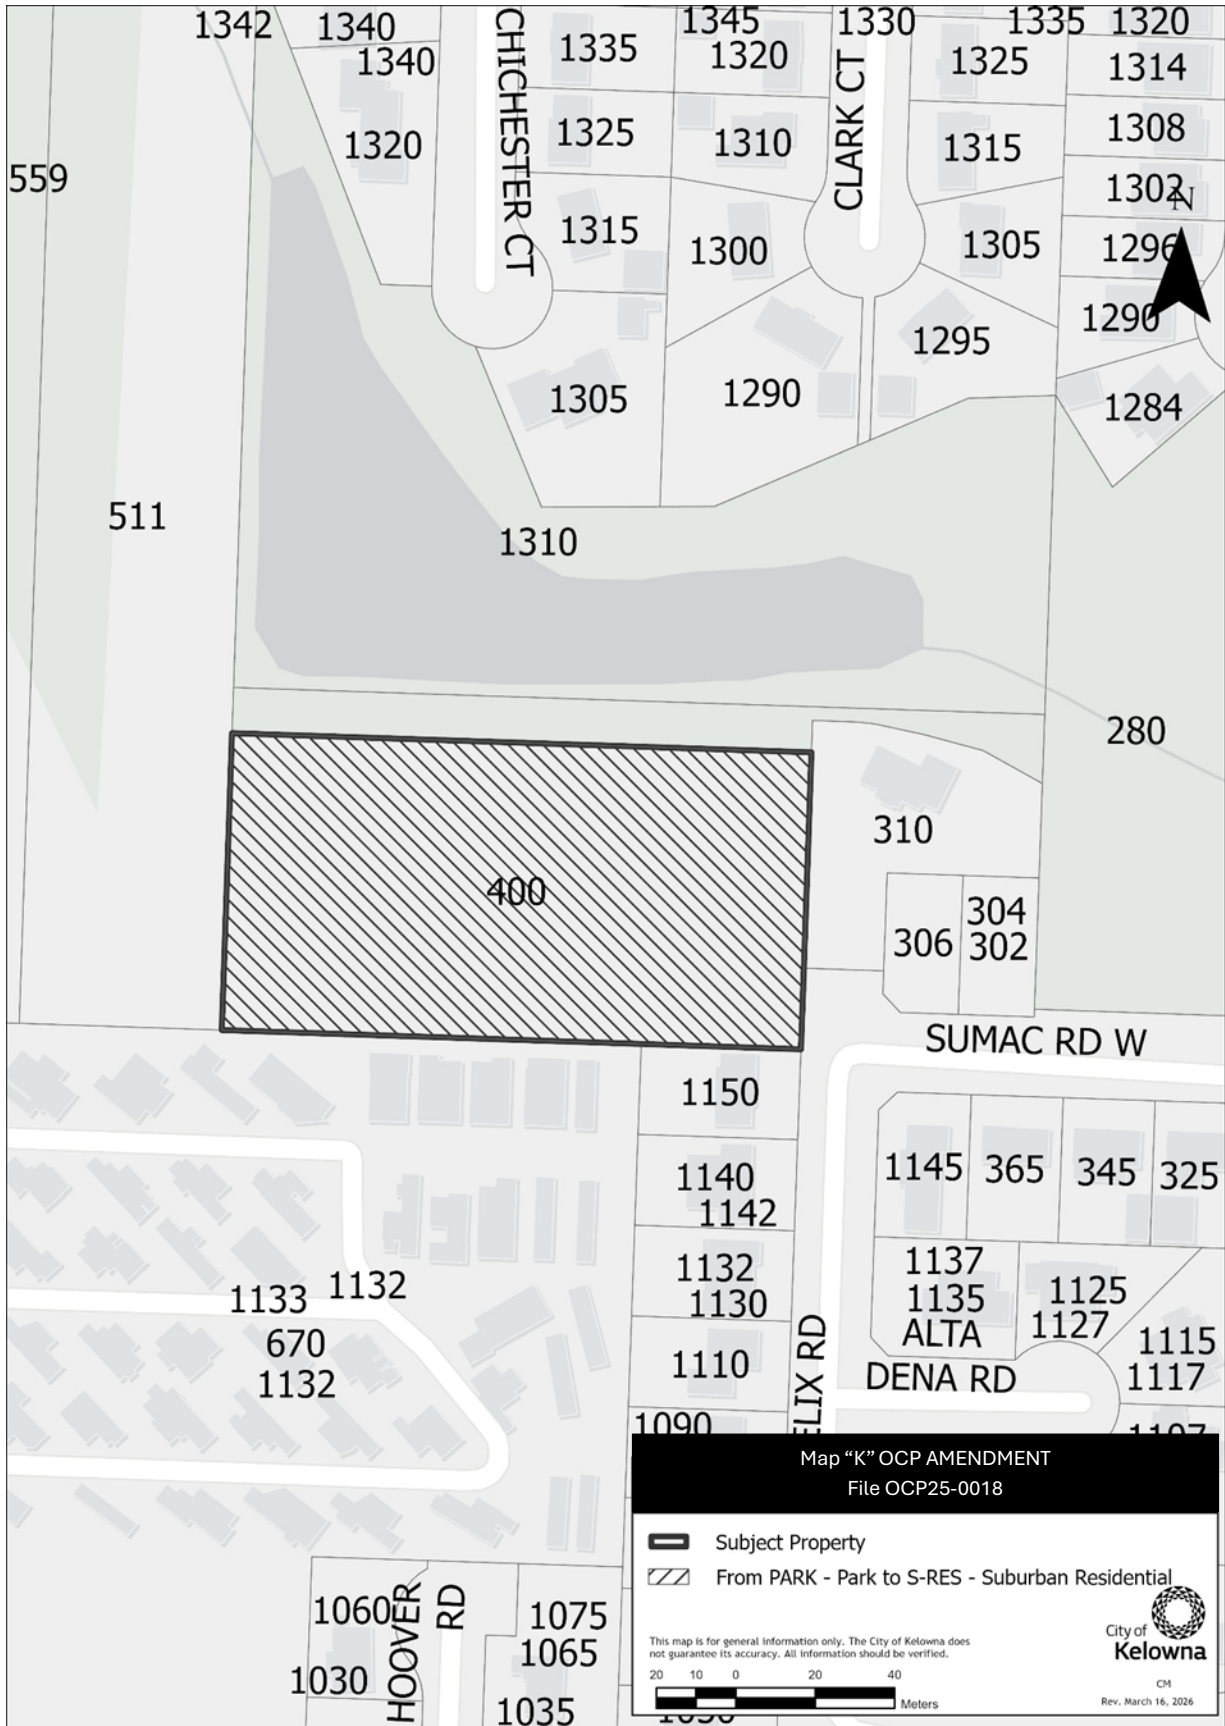 1342
1340
1340
1320
CHICHESTER CT
1335
1325
1315
1305
1345
1320
1310
1300
1290
1330
CLARK CT
1335
1325
1315
1305
1295
1320
1314
1308
1302
N
1296
1290
1284
559
511
1310
280
310
400
306
304
302
SUMAC RD W
1150
1140
1142
1132
1130
1110
1090
1145
365
345
325
1137
1135
ALTA
1125
1127
1115
1117
DENA RD
1107
ELIX RD
1133
1132
670
1132
1060
1030
HOOVER
RD
1075
1065
1035
Map “K” OCP AMENDMENT
File OCP25-0018
Subject Property
From PARK - Park to S-RES - Suburban Residential
This map is for general information only. The City of Kelowna does
not guarantee its accuracy. All information should be verified.
City of
Kelowna
20 10 0 20 40
Meters
CM
Rev. March 16, 2026